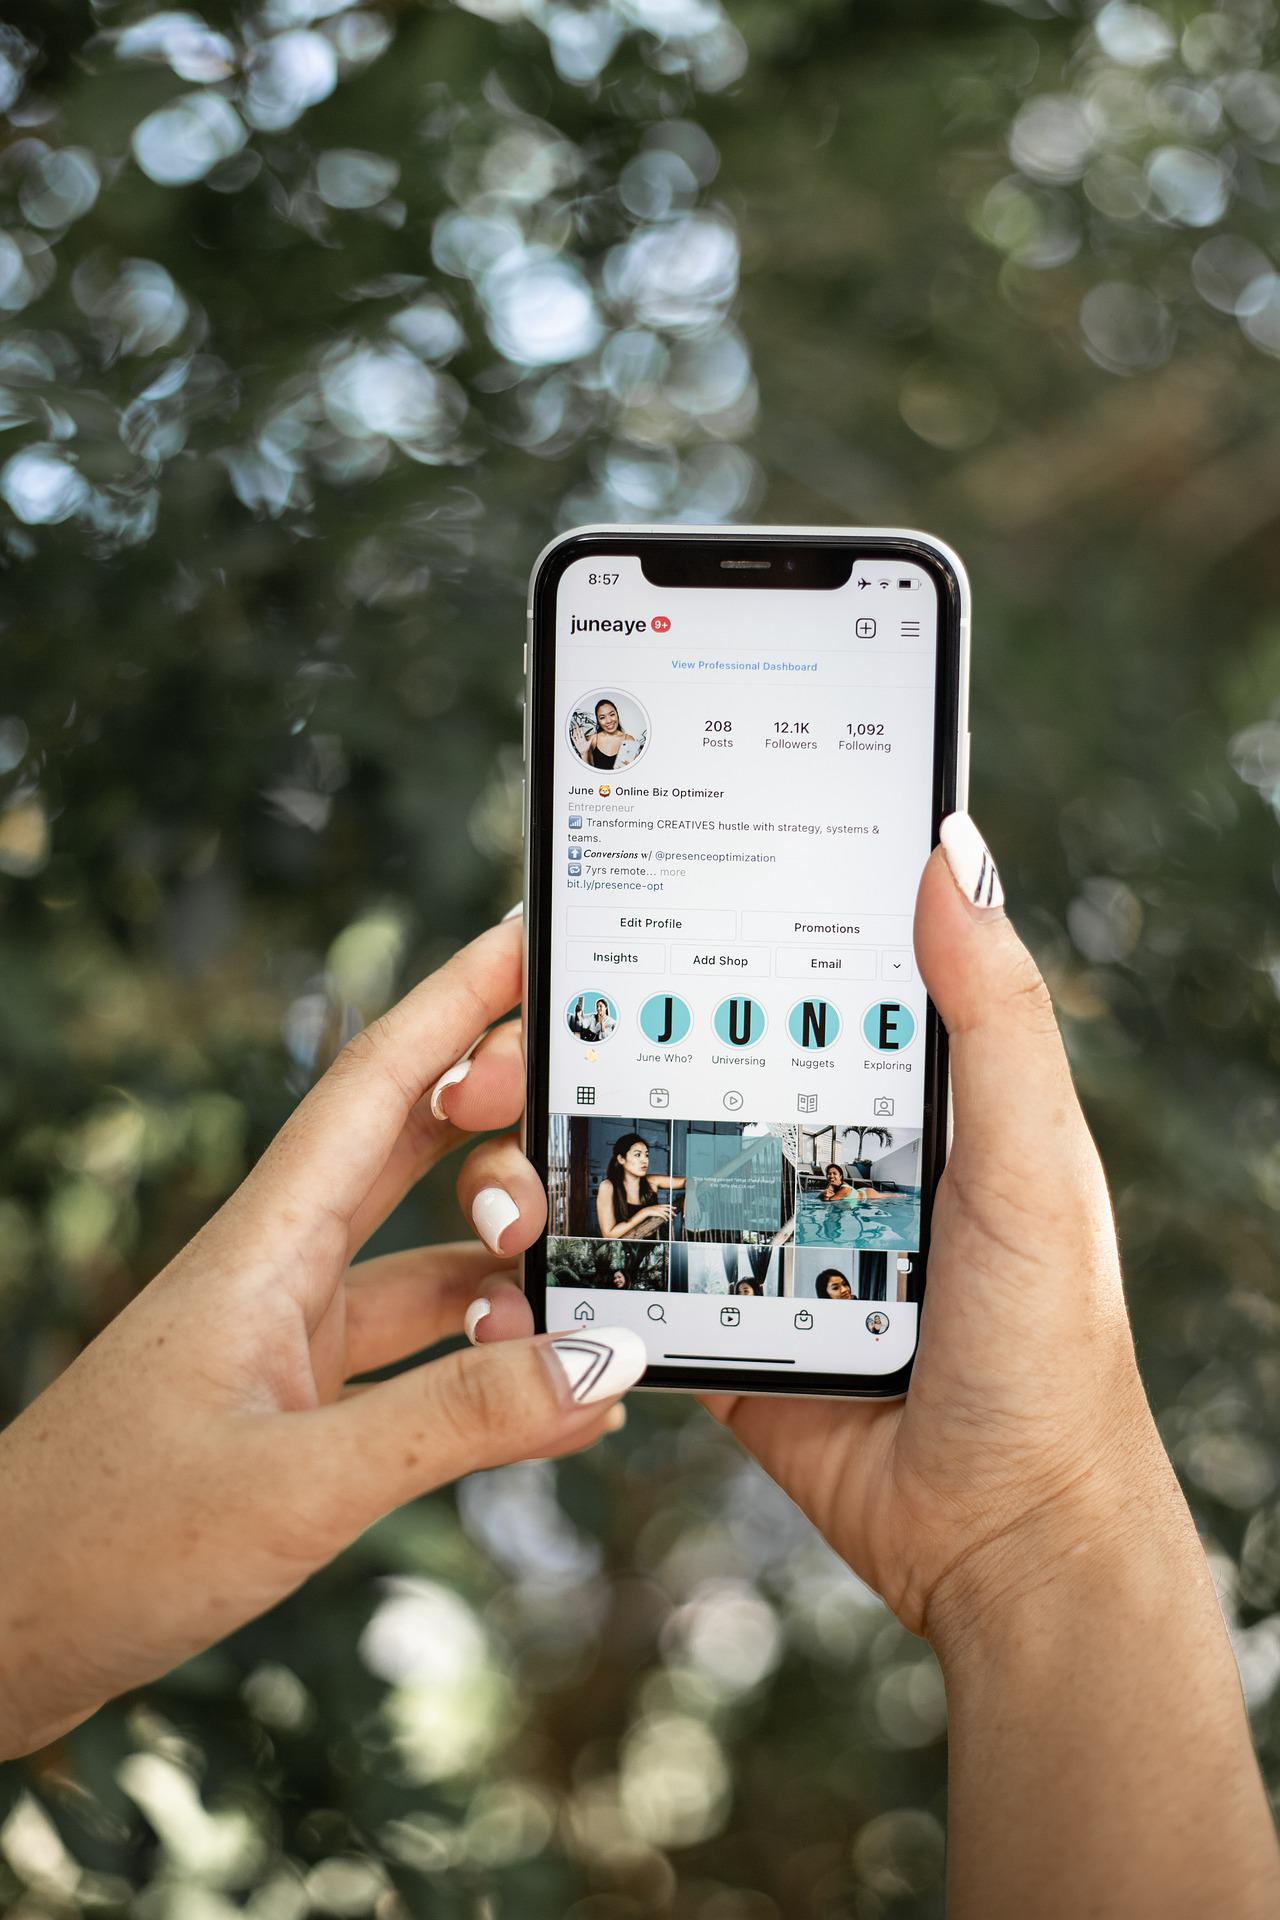 8:57
juneaye 9+
View Professional Dashboard
208 12.1K 1,092
Posts Followers Following
June 🦁 Online Biz Optimizer
Entrepreneur
📶 Transforming CREATIVES hustle with strategy, systems &
teams.
⬆️ Conversions w/ @presenceoptimization
🔁 7yrs remote... more
bit.ly/presence-opt
Edit Profile Promotions
Insights Add Shop Email
J U N E
June Who? Universing Nuggets Exploring